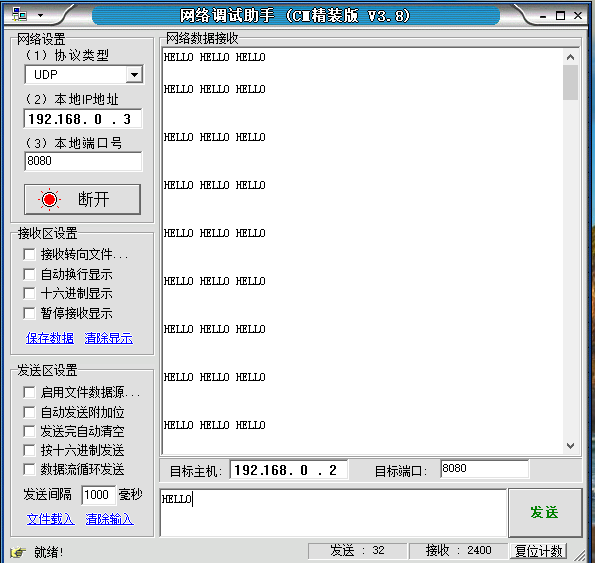 网络调试助手 (CM精装版 V3.8)
网络设置
(1) 协议类型
UDP
(2) 本地IP地址
192.168. 0 . 3
(3) 本地端口号
8080
断开
接收区设置
接收转向文件...
自动换行显示
十六进制显示
暂停接收显示
保存数据 清除显示
发送区设置
启用文件数据源...
自动发送附加位
发送完自动清空
按十六进制发送
数据流循环发送
发送间隔 1000 毫秒
文件载入 清除输入
网络数据接收
HELLO HELLO HELLO
HELLO HELLO HELLO
HELLO HELLO HELLO
HELLO HELLO HELLO
HELLO HELLO HELLO
HELLO HELLO HELLO
HELLO HELLO HELLO
HELLO HELLO HELLO
HELLO HELLO HELLO
目标主机: 192.168. 0 . 2 目标端口: 8080
HELLO
发送
就绪! 发送 : 32 接收 : 2400 复位计数